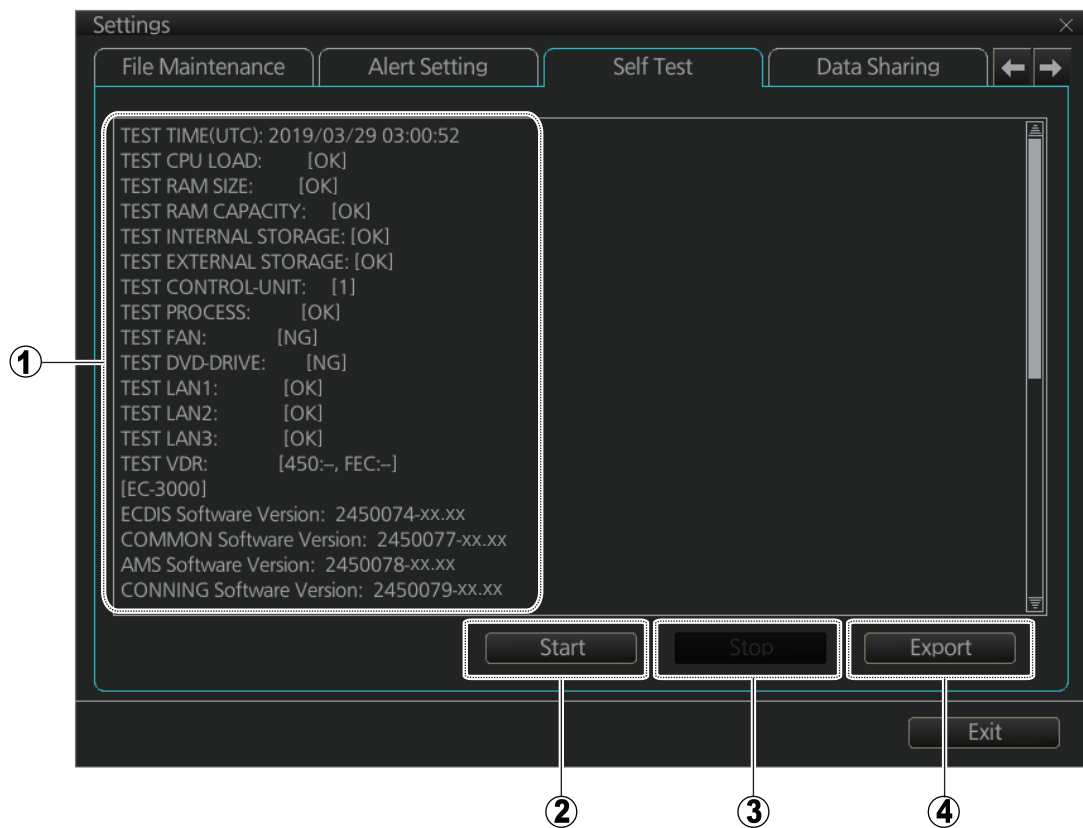 Settings
File Maintenance Alert Setting Self Test Data Sharing
TEST TIME(UTC): 2019/03/29 03:00:52
TEST CPU LOAD: [OK]
TEST RAM SIZE: [OK]
TEST RAM CAPACITY: [OK]
TEST INTERNAL STORAGE: [OK]
TEST EXTERNAL STORAGE: [OK]
TEST CONTROL-UNIT: [1]
TEST PROCESS: [OK]
TEST FAN: [NG]
TEST DVD-DRIVE: [NG]
TEST LAN1: [OK]
TEST LAN2: [OK]
TEST LAN3: [OK]
TEST VDR: [450:–, FEC:–]
[EC-3000]
ECDIS Software Version: 2450074-xx.xx
COMMON Software Version: 2450077-xx.xx
AMS Software Version: 2450078-xx.xx
CONNING Software Version: 2450079-xx.xx
1
Start Stop Export
Exit
2 3 4